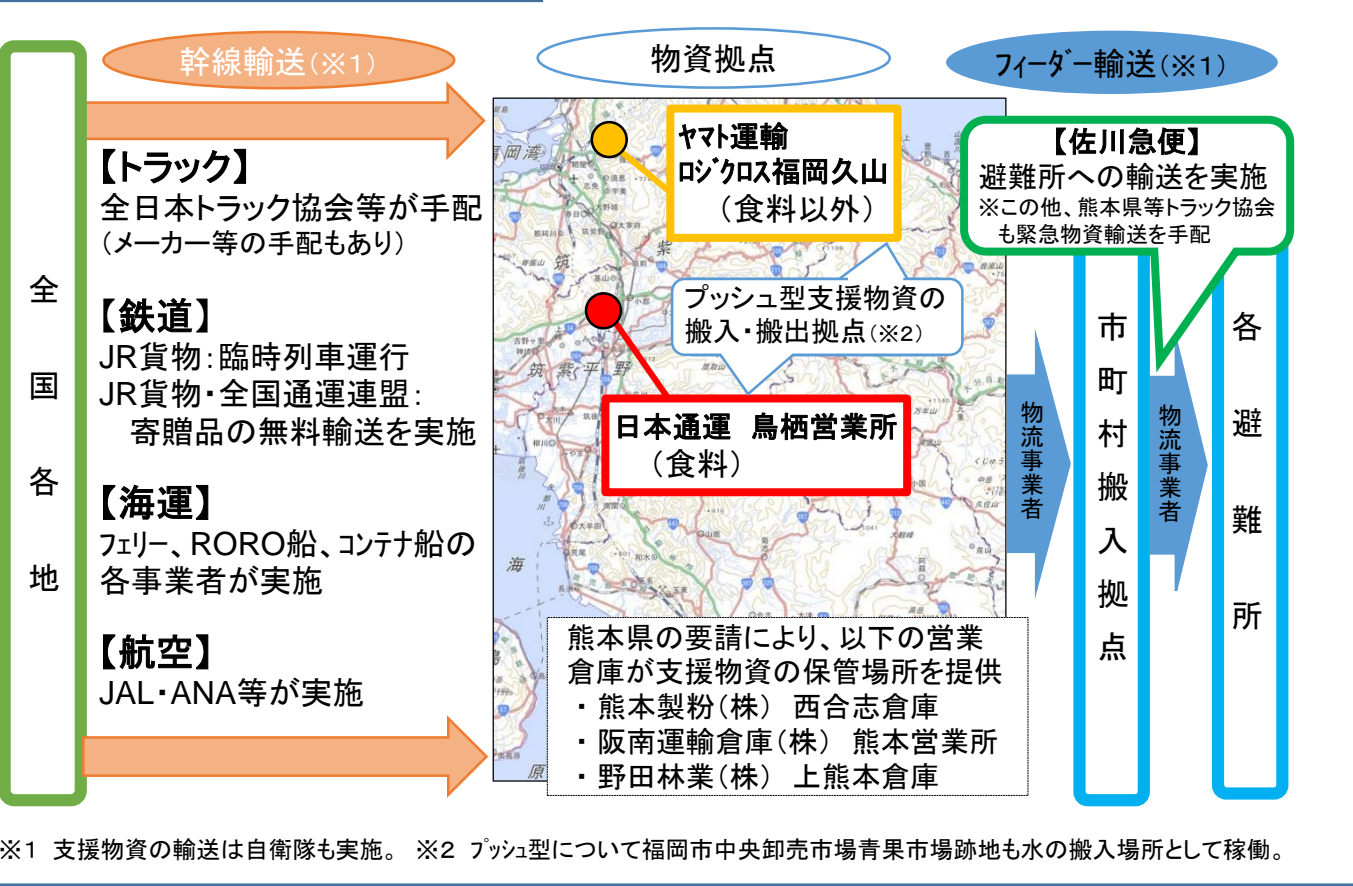 幹線輸送(※1)
物資拠点
フィーダー輸送(※1)
全国各地
【トラック】
全日本トラック協会等が手配
(メーカー等の手配もあり)
【鉄道】
JR貨物:臨時列車運行
JR貨物・全国通運連盟:
寄贈品の無料輸送を実施
【海運】
フェリー、RORO船、コンテナ船の
各事業者が実施
【航空】
JAL・ANA等が実施
ヤマト運輸
ロジクロス福岡久山
(食料以外)
プッシュ型支援物資の
搬入・搬出拠点(※2)
日本通運 鳥栖営業所
(食料)
熊本県の要請により、以下の営業
倉庫が支援物資の保管場所を提供
・熊本製粉(株) 西合志倉庫
・阪南運輸倉庫(株) 熊本営業所
・野田林業(株) 上熊本倉庫
【佐川急便】
避難所への輸送を実施
※この他、熊本県等トラック協会
も緊急物資輸送を手配
物流事業者
市町村搬入拠点
物流事業者
各避難所
筑紫平野
海
原
※1 支援物資の輸送は自衛隊も実施。 ※2 プッシュ型について福岡市中央卸売市場青果市場跡地も水の搬入場所として稼働。